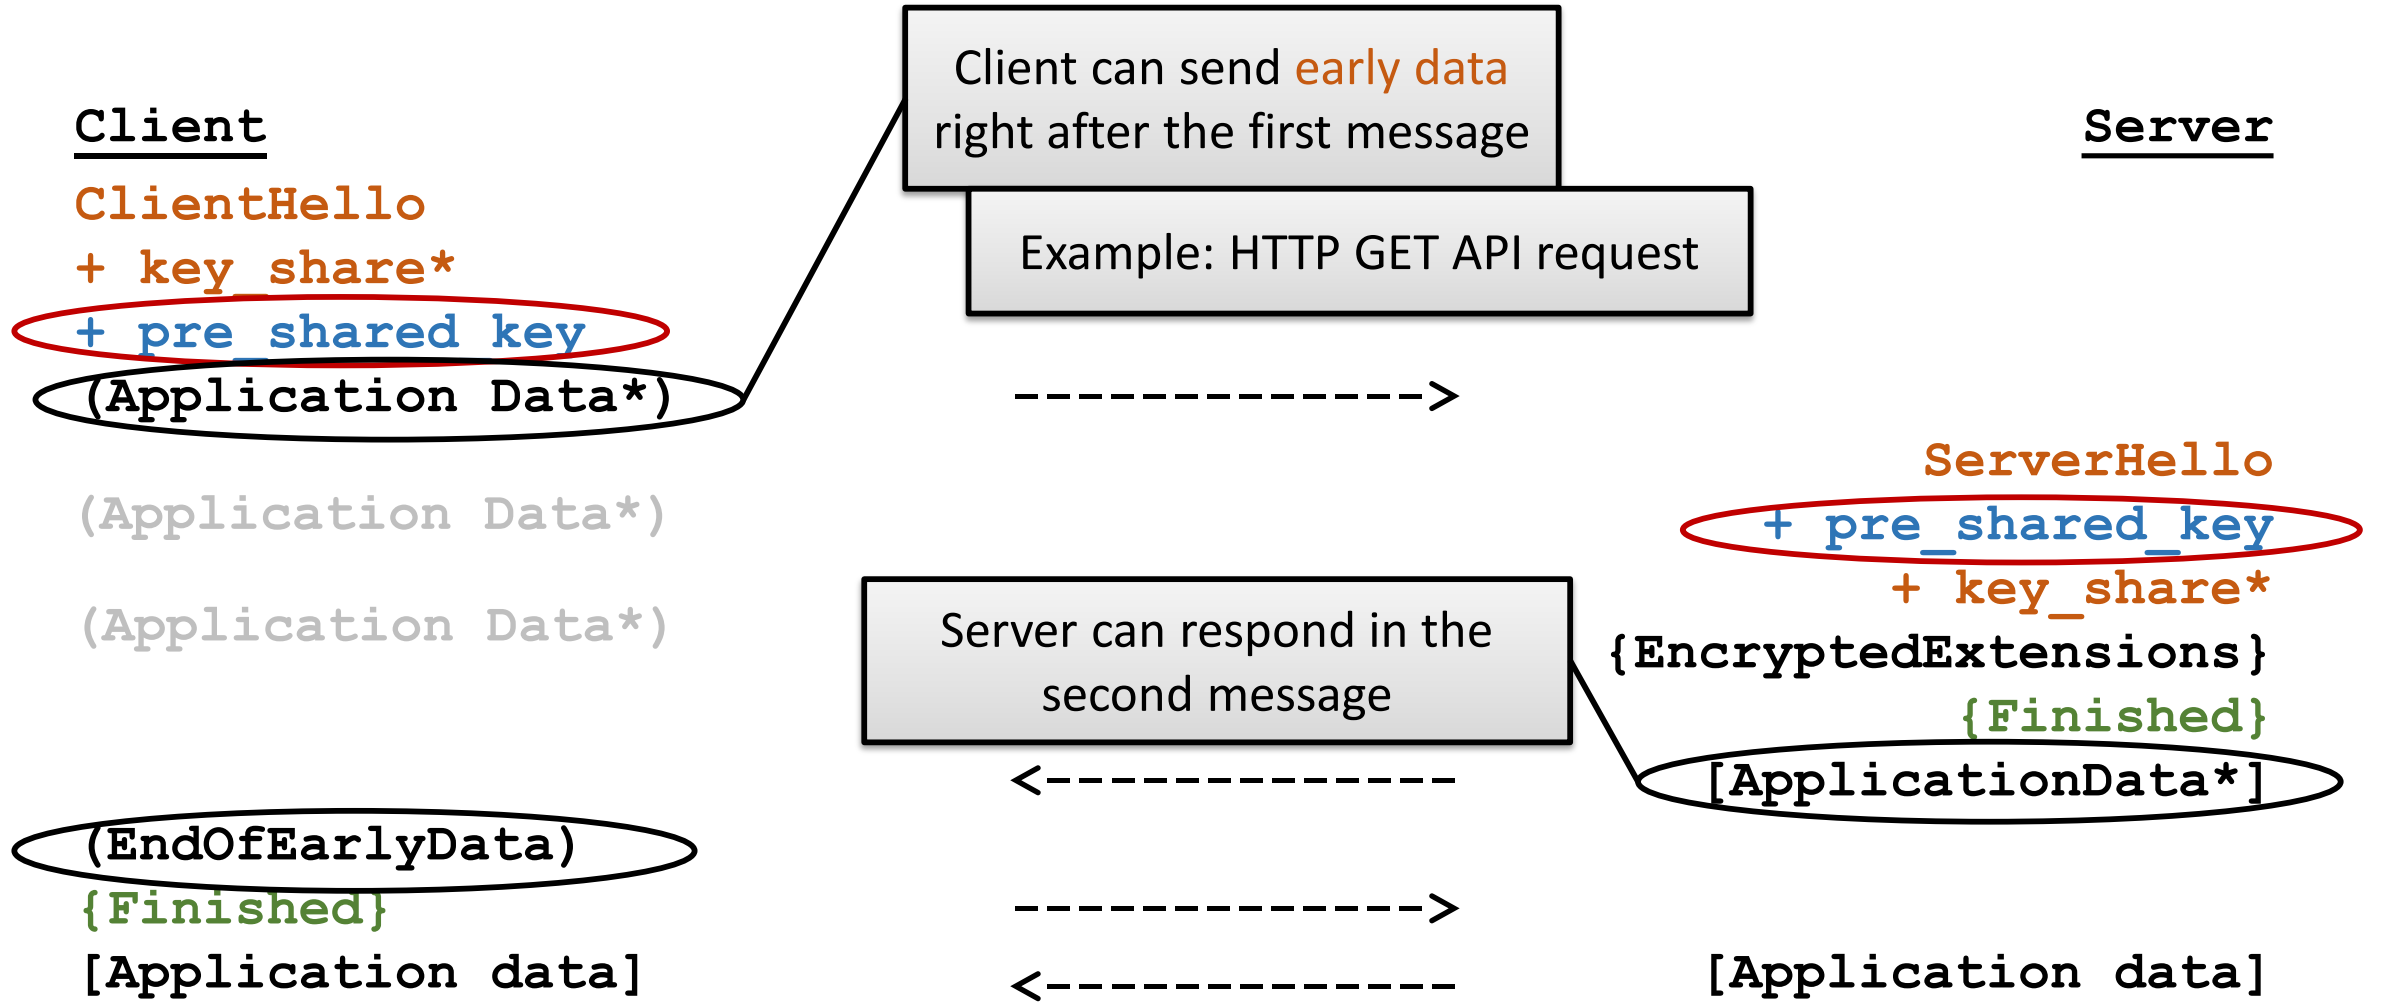 Client can send early data
right after the first message
Client
Server
ClientHello
Example: HTTP GET API request
+ key_share*
+ pre_shared_key
(Application Data*)
ServerHello
(Application Data*)
+ pre_shared_key
+ key_share*
(Application Data*)
Server can respond in the
second message
{EncryptedExtensions}
{Finished}
[ApplicationData*]
(EndOfEarlyData)
{Finished}
[Application data]
[Application data]